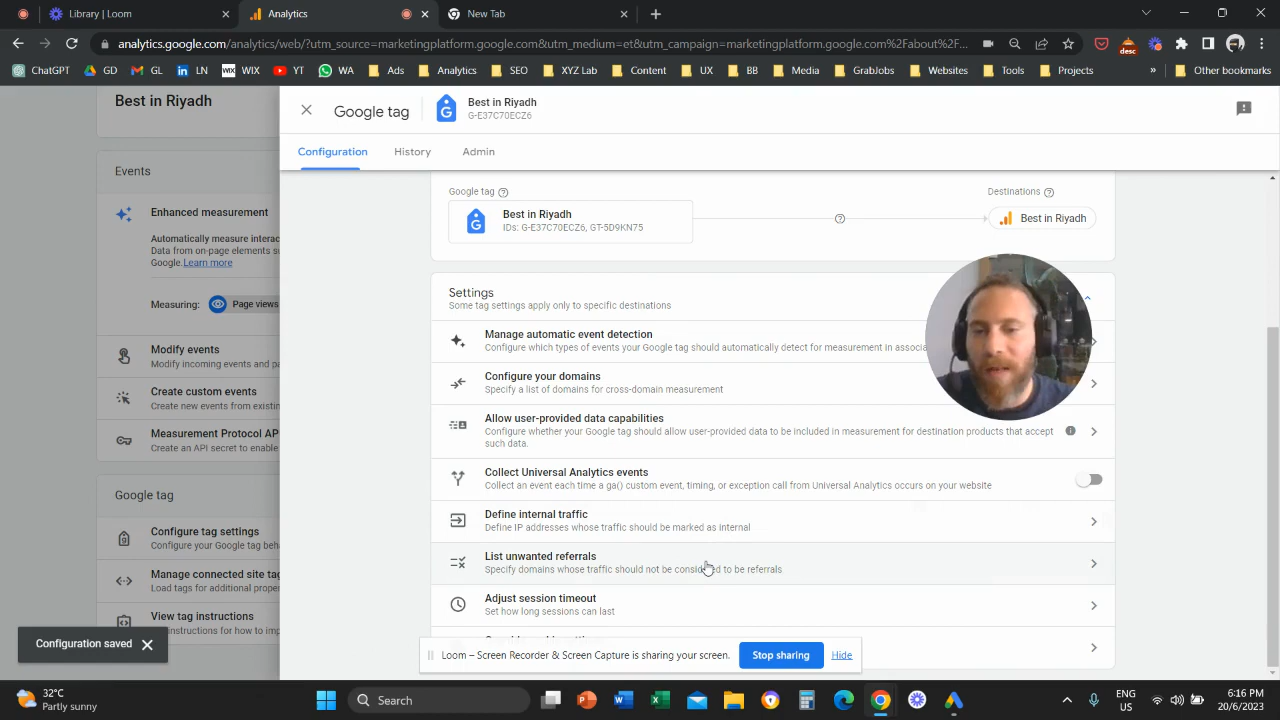 Library | Loom
Analytics
New Tab
analytics.google.com/analytics/web/?utm_source=marketingplatform.google.com&utm_medium=et&utm_campaign=marketingplatform.google.com%2Fabout%2F...
desc
ChatGPT
GD
GL
LN
WIX
WIX
YT
WA
Ads
Analytics
SEO
XYZ Lab
Content
UX
BB
Media
GrabJobs
Websites
Tools
Projects
Other bookmarks
Best in Riyadh
Events
Enhanced measurement
Automatically measure interac
Data from on-page elements s
Google. Learn more
Measuring:
Page views
Modify events
Modify incoming events and pa
Create custom events
Create new events from existin
Measurement Protocol AP
Create an API secret to enable
Google tag
Configure tag settings
Configure your Google tag beh
Manage connected site tag
Load tags for additional proper
View tag instructions
instructions for how to imp
Configuration saved
Google tag
Best in Riyadh
G-E37C70ECZ6
Configuration
History
Admin
Google tag
Destinations
Best in Riyadh
IDs: G-E37C70ECZ6, GT-5D9KN75
Best in Riyadh
Settings
Some tag settings apply only to specific destinations
Manage automatic event detection
Configure which types of events your Google tag should automatically detect for measurement in associa
Configure your domains
Specify a list of domains for cross-domain measurement
Allow user-provided data capabilities
Configure whether your Google tag should allow user-provided data to be included in measurement for destination products that accept
such data.
Collect Universal Analytics events
Collect an event each time a ga() custom event, timing, or exception call from Universal Analytics occurs on your website
Define internal traffic
Define IP addresses whose traffic should be marked as internal
List unwanted referrals
Specify domains whose traffic should not be considered to be referrals
Adjust session timeout
Set how long sessions can last
Loom – Screen Recorder & Screen Capture is sharing your screen.
Stop sharing
Hide
32°C
Partly sunny
Search
ENG
US
6:16 PM
20/6/2023